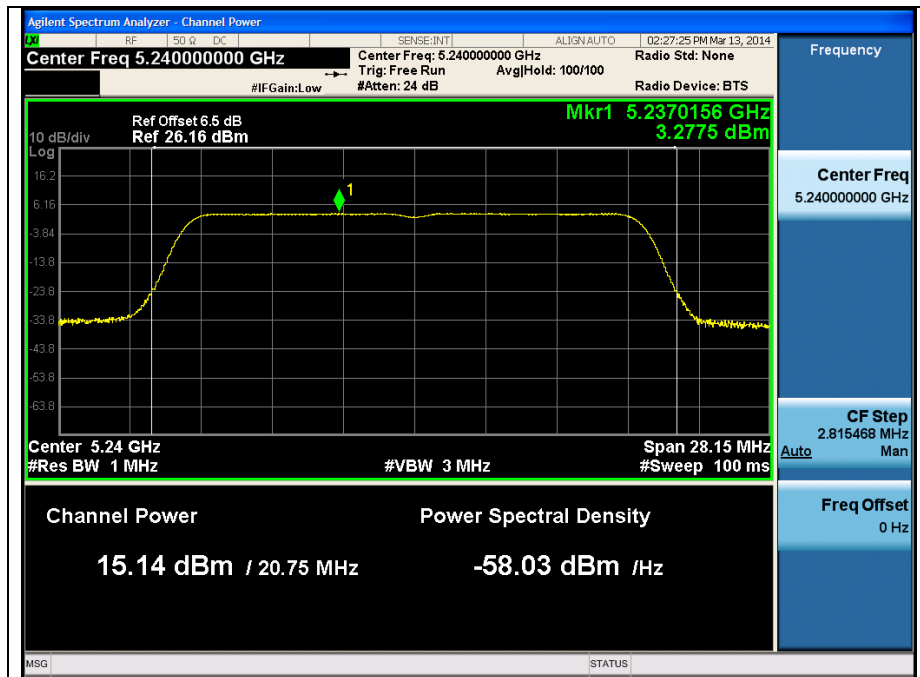 Agilent Spectrum Analyzer - Channel Power
LXI RF 50 Ω DC SENSE:INT ALIGN AUTO 02:27:25 PM Mar 13, 2014
Center Freq 5.240000000 GHz
Center Freq: 5.240000000 GHz
Radio Std: None
Trig: Free Run Avg|Hold: 100/100
#IFGain:Low #Atten: 24 dB Radio Device: BTS
Frequency
Mkr1 5.2370156 GHz
3.2775 dBm
Ref Offset 6.5 dB
10 dB/div Ref 26.16 dBm
Log
16.2
6.16
-3.84
-13.8
-23.8
-33.8
-43.8
-53.8
-63.8
1
Center 5.24 GHz Span 28.15 MHz
#Res BW 1 MHz #VBW 3 MHz #Sweep 100 ms
Center Freq
5.240000000 GHz
CF Step
2.815468 MHz
Auto Man
Freq Offset
0 Hz
Channel Power Power Spectral Density
15.14 dBm / 20.75 MHz -58.03 dBm /Hz
MSG STATUS